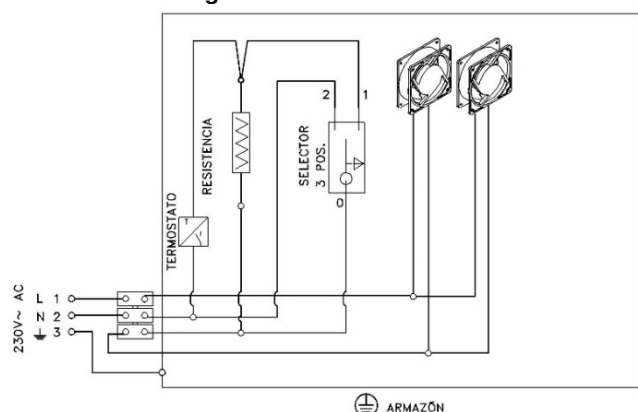 2
1
RESISTENCIA
SELECTOR
3 POS.
0
TERMOSTATO
T
230V~ AC
L 1
N 2
3
ARMAZÓN